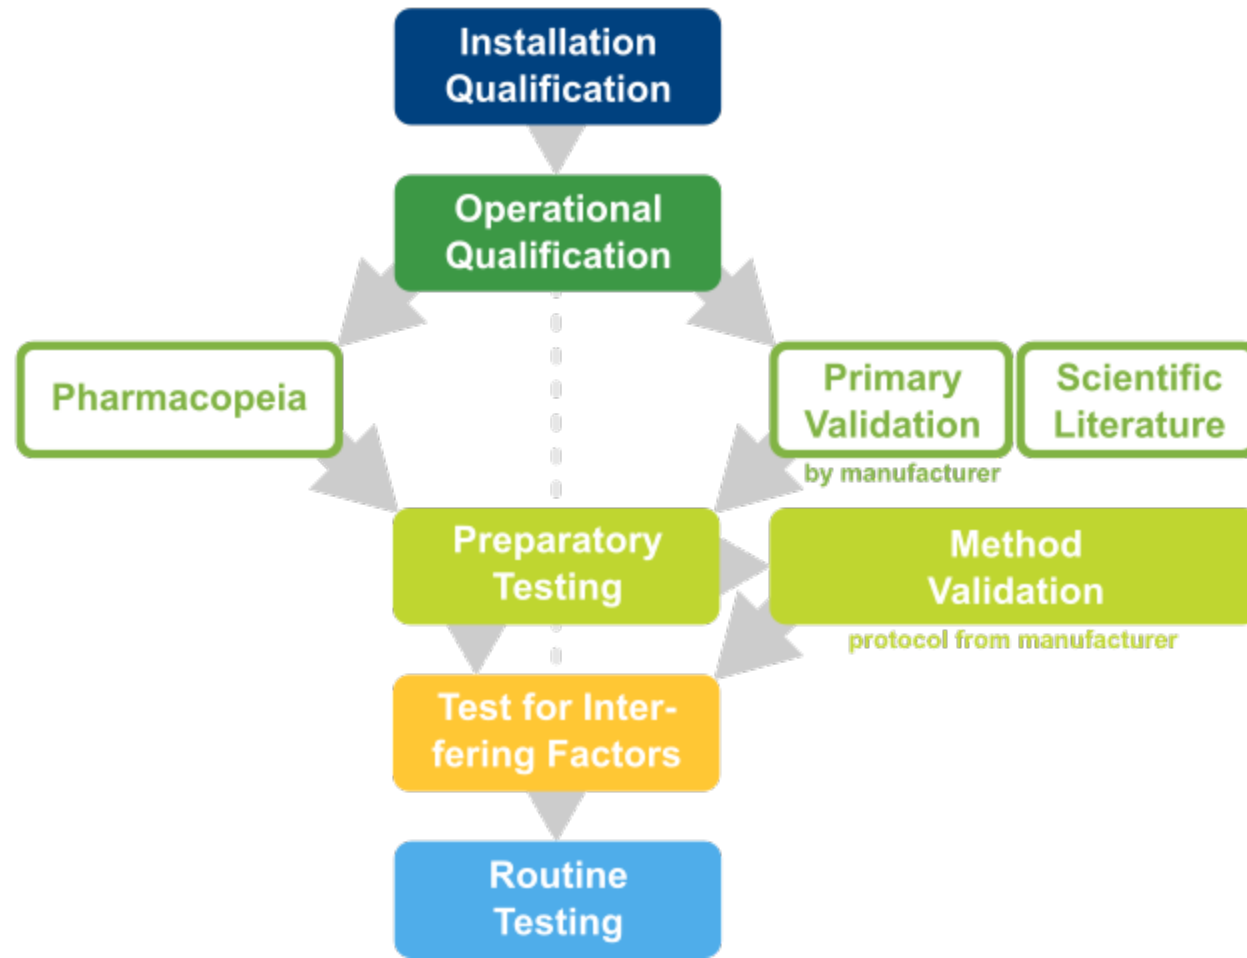 Installation
Qualification
Operational
Qualification
Pharmacopeia
Primary
Validation
by manufacturer
Scientific
Literature
Preparatory
Testing
Method
Validation
protocol from manufacturer
Test for Inter-
fering Factors
Routine
Testing